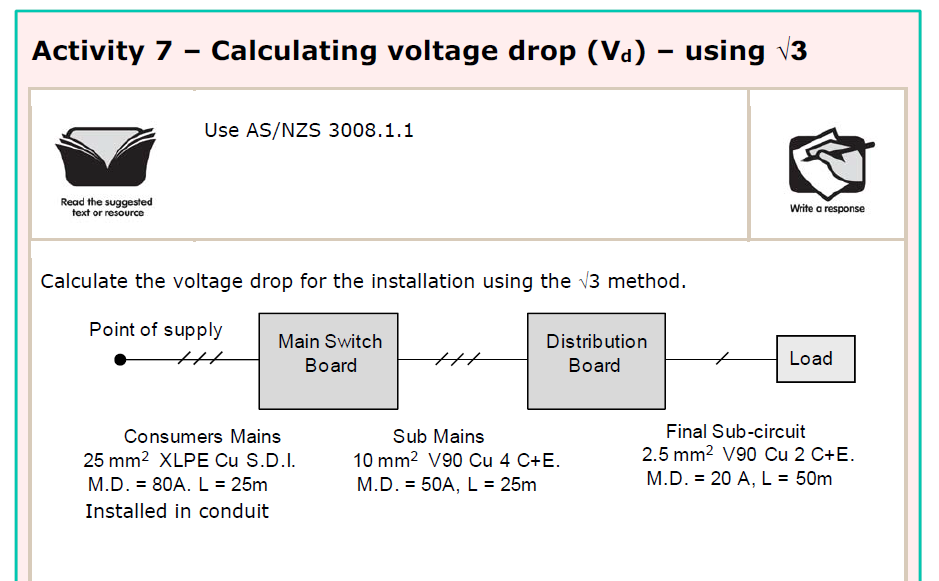 Activity 7 – Calculating voltage drop (Vd) – using √3
Use AS/NZS 3008.1.1
Read the suggested
text or resource
Write a response
Calculate the voltage drop for the installation using the √3 method.
Point of supply
Main Switch
Board
Distribution
Board
Load
Consumers Mains
25 mm² XLPE Cu S.D.I.
M.D. = 80A. L = 25m
Installed in conduit
Sub Mains
10 mm² V90 Cu 4 C+E.
M.D. = 50A, L = 25m
Final Sub-circuit
2.5 mm² V90 Cu 2 C+E.
M.D. = 20 A, L = 50m